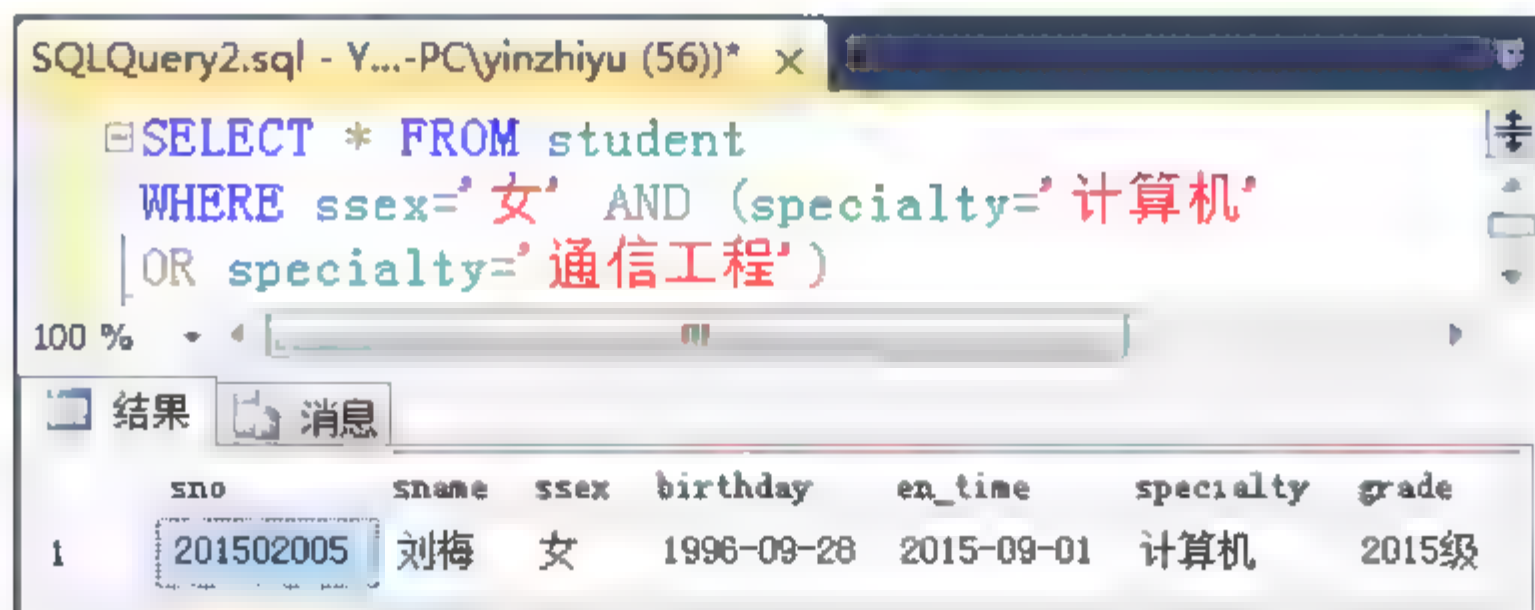 SQLQuery2.sql - Y...-PC\yinzhiyu (56))* ×
SELECT * FROM student
WHERE ssex='女' AND (specialty='计算机'
OR specialty='通信工程')
100 %
结果 消息
sno sname ssex birthday en_time specialty grade
1 201502005 刘梅 女 1996-09-28 2015-09-01 计算机 2015级